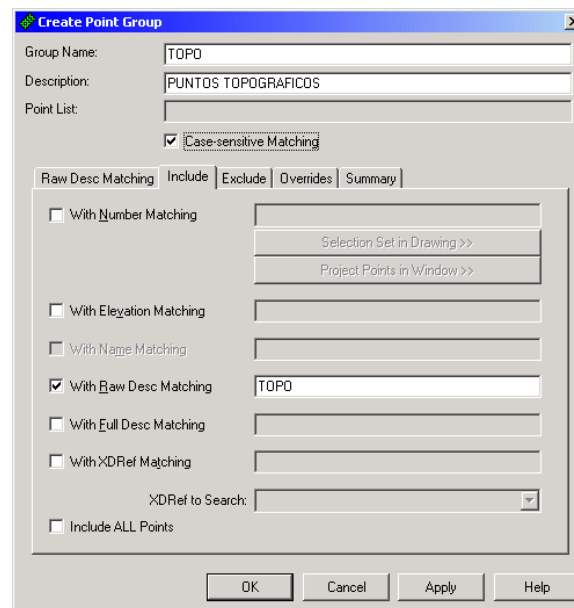 Create Point Group
Group Name: TOPO
Description: PUNTOS TOPOGRAFICOS
Point List:
Case-sensitive Matching
Raw Desc Matching Include Exclude Overrides Summary
With Number Matching
Selection Set in Drawing >>
Project Points in Window >>
With Elevation Matching
With Name Matching
With Raw Desc Matching TOPO
With Full Desc Matching
With XDRef Matching
XDRef to Search:
Include ALL Points
OK Cancel Apply Help